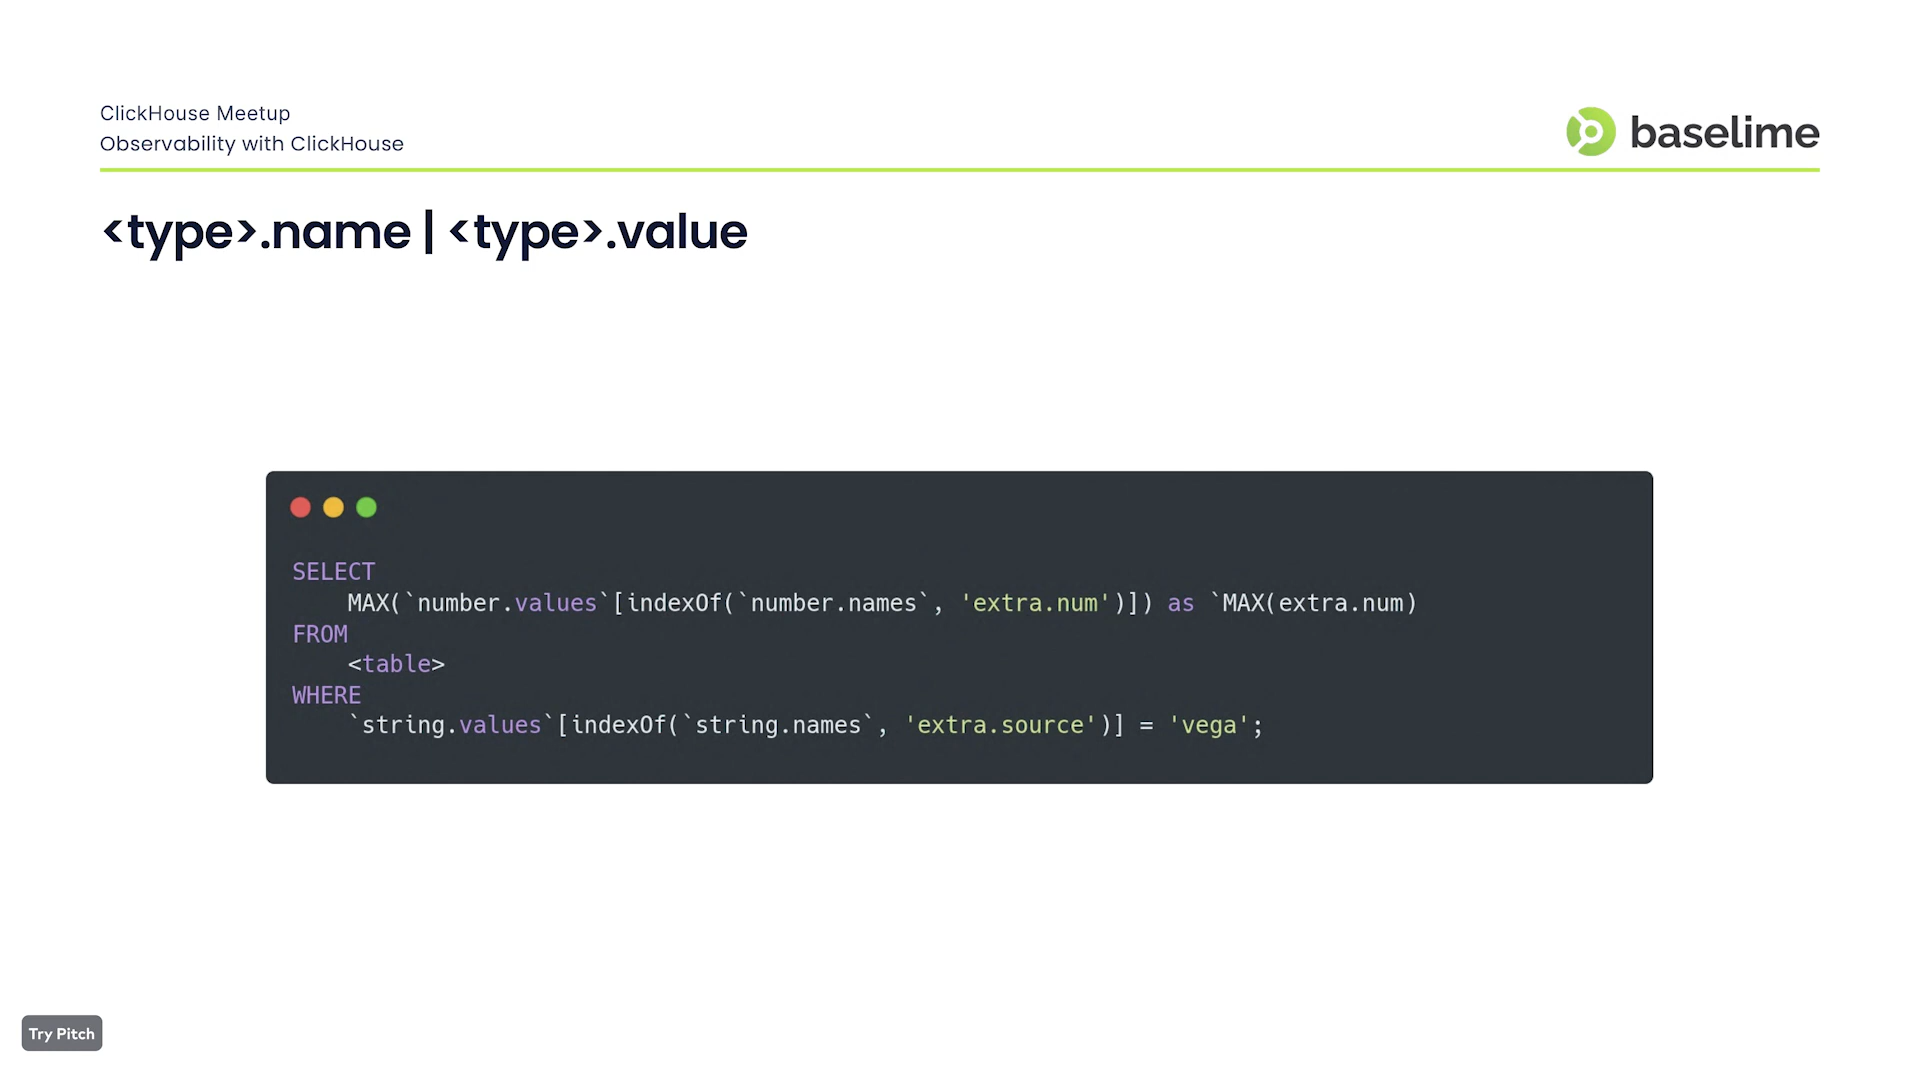 ClickHouse Meetup
Observability with ClickHouse
baselime
<type>.name | <type>.value
SELECT
    MAX(`number.values`[indexOf(`number.names`, 'extra.num')]) as `MAX(extra.num)
FROM
    <table>
WHERE
    `string.values`[indexOf(`string.names`, 'extra.source')] = 'vega';
Try Pitch